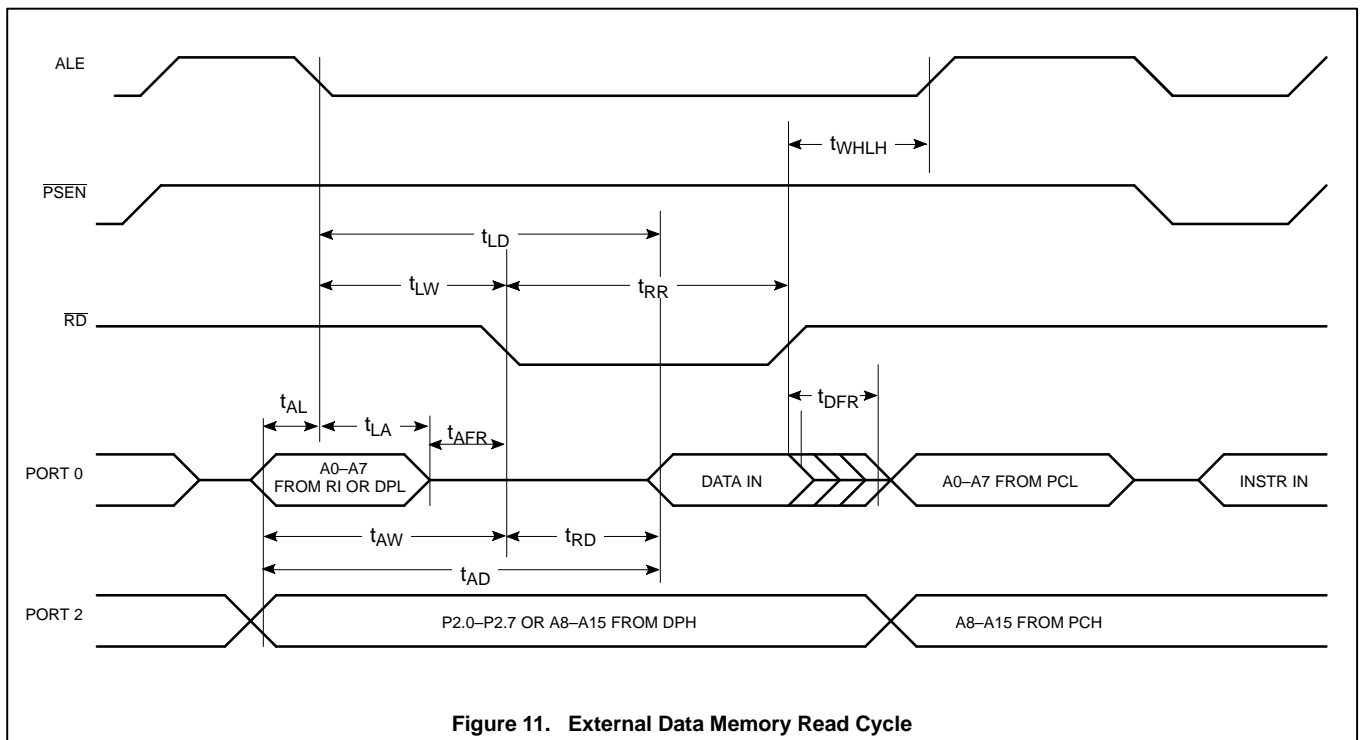 ALE
tWHLH
PSEN
tLD
tLW
tRR
RD
tDFR
tAL
tLA
tAFR
PORT 0
A0–A7
FROM RI OR DPL
DATA IN
A0–A7 FROM PCL
INSTR IN
tAW
tRD
tAD
PORT 2
P2.0–P2.7 OR A8–A15 FROM DPH
A8–A15 FROM PCH
Figure 11. External Data Memory Read Cycle